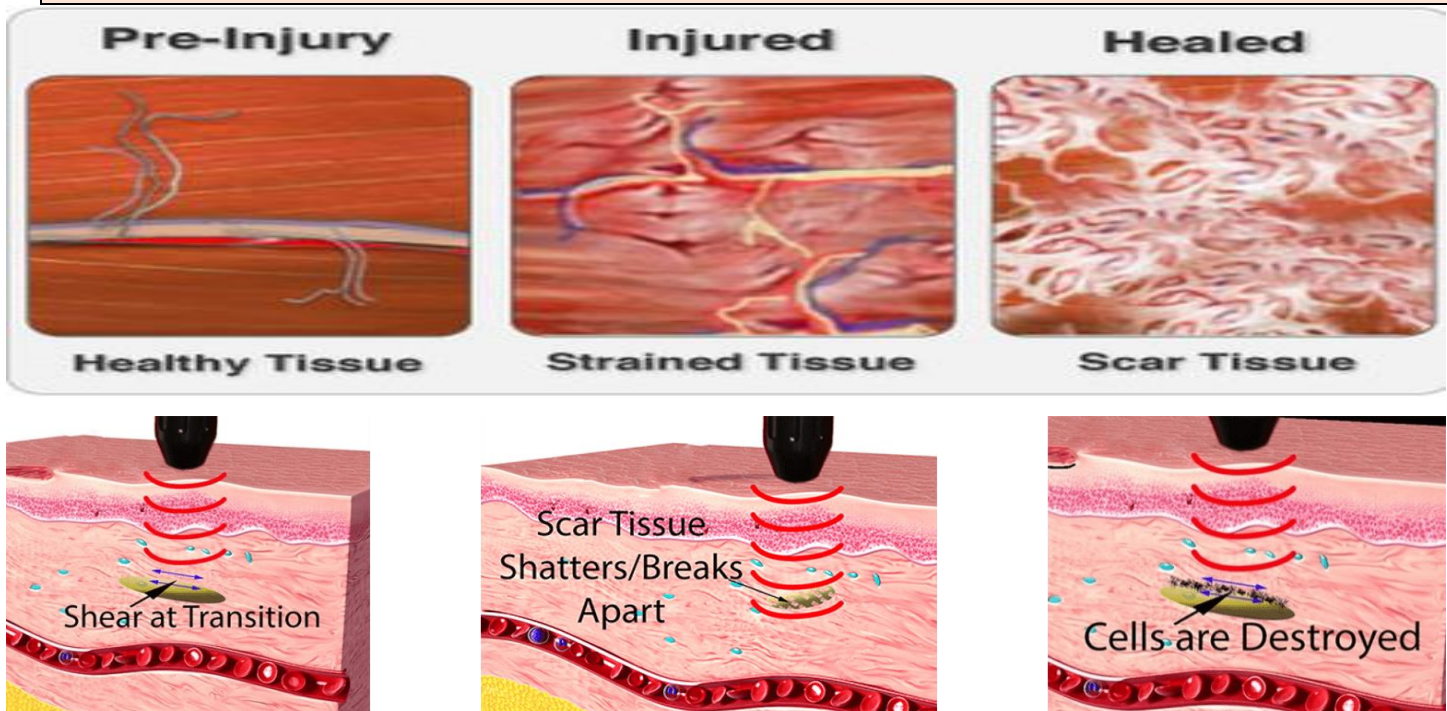 Pre-Injury
Injured
Healed
Healthy Tissue
Strained Tissue
Scar Tissue
Shear at Transition
Scar Tissue
Shatters/Breaks
Apart
Cells are Destroyed